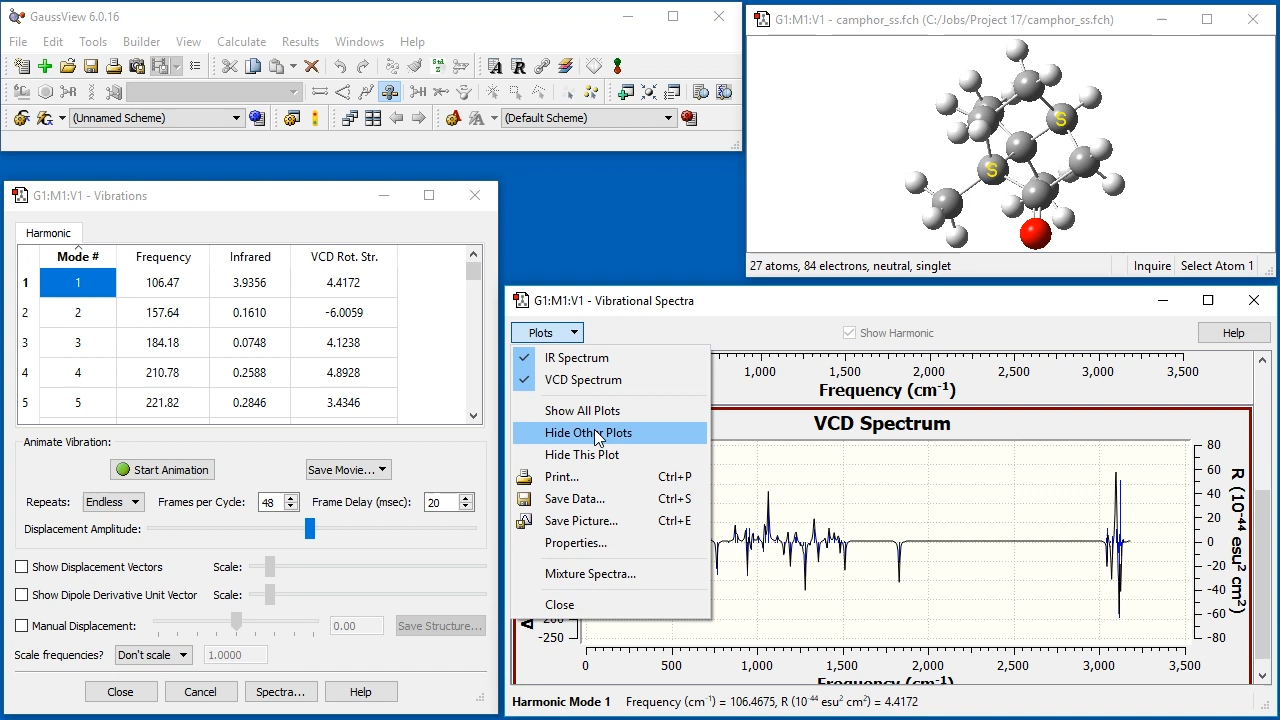 GaussView 6.0.16
File Edit Tools Builder View Calculate Results Windows Help
(Unnamed Scheme) (Default Scheme)
G1:M1:V1 - camphor_ss.fch (C:/Jobs/Project 17/camphor_ss.fch)
S
S
27 atoms, 84 electrons, neutral, singlet Inquire Select Atom 1
G1:M1:V1 - Vibrations
Harmonic
Mode # Frequency Infrared VCD Rot. Str.
1 1 106.47 3.9356 4.4172
2 2 157.64 0.1610 -6.0059
3 3 184.18 0.0748 4.1238
4 4 210.78 0.2588 4.8928
5 5 221.82 0.2846 3.4346
Animate Vibration:
Start Animation Save Movie...
Repeats: Endless Frames per Cycle: 48 Frame Delay (msec): 20
Displacement Amplitude:
Show Displacement Vectors Scale:
Show Dipole Derivative Unit Vector Scale:
Manual Displacement: 0.00 Save Structure...
Scale frequencies? Don't scale 1.0000
Close Cancel Spectra... Help
G1:M1:V1 - Vibrational Spectra
Plots Show Harmonic Help
IR Spectrum
VCD Spectrum
Show All Plots
Hide Other Plots
Hide This Plot
Print... Ctrl+P
Save Data... Ctrl+S
Save Picture... Ctrl+E
Properties...
Mixture Spectra...
Close
1,000 1,500 2,000 2,500 3,000 3,500
Frequency (cm⁻¹)
VCD Spectrum
80
60
40
20
0
-20
-40
-60
-80
R (10⁻⁴⁴ esu² cm²)
-250
0 500 1,000 1,500 2,000 2,500 3,000 3,500
Frequency (cm⁻¹)
Harmonic Mode 1 Frequency (cm⁻¹) = 106.4675, R (10⁻⁴⁴ esu² cm²) = 4.4172